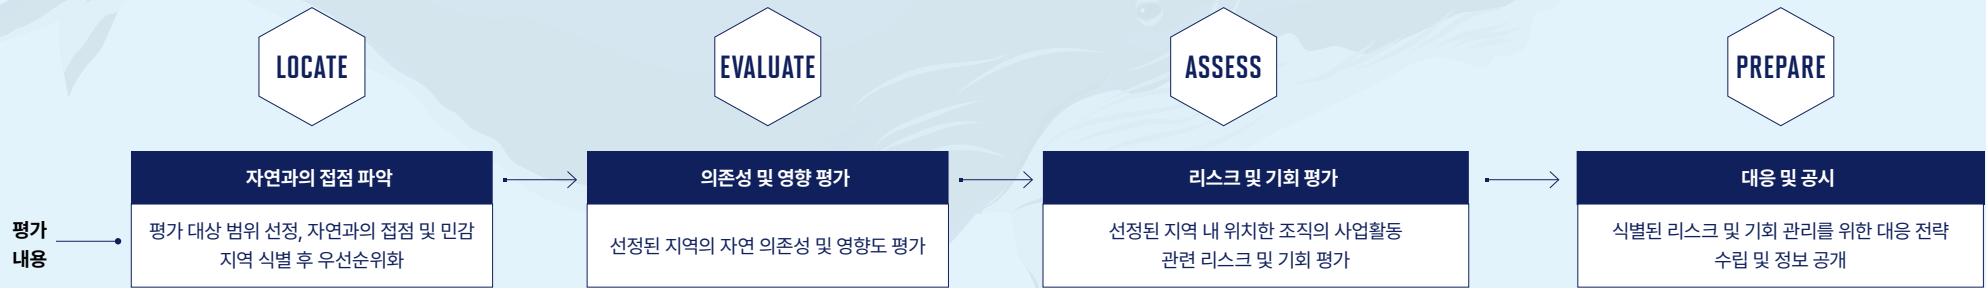 LOCATE
EVALUATE
ASSESS
PREPARE
자연과의 접점 파악
의존성 및 영향 평가
리스크 및 기회 평가
대응 및 공시
평가
내용
평가 대상 범위 선정, 자연과의 접점 및 민감
지역 식별 후 우선순위화
선정된 지역의 자연 의존성 및 영향도 평가
선정된 지역 내 위치한 조직의 사업활동
관련 리스크 및 기회 평가
식별된 리스크 및 기회 관리를 위한 대응 전략
수립 및 정보 공개